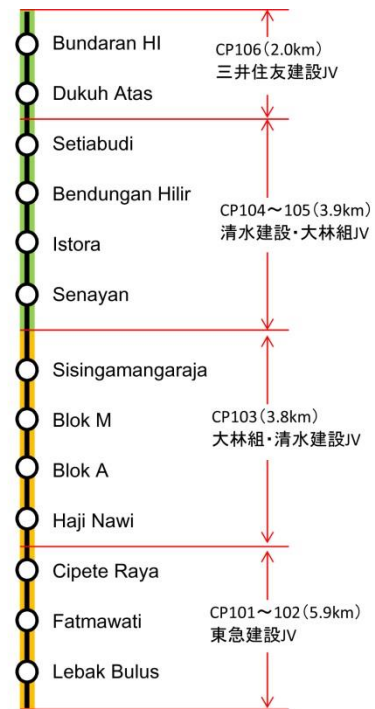 Bundaran HI
Dukuh Atas
CP106(2.0km)
三井住友建設JV
Setiabudi
Bendungan Hilir
Istora
Senayan
CP104～105(3.9km)
清水建設・大林組JV
Sisingamangaraja
Blok M
Blok A
Haji Nawi
CP103(3.8km)
大林組・清水建設JV
Cipete Raya
Fatmawati
Lebak Bulus
CP101～102(5.9km)
東急建設JV